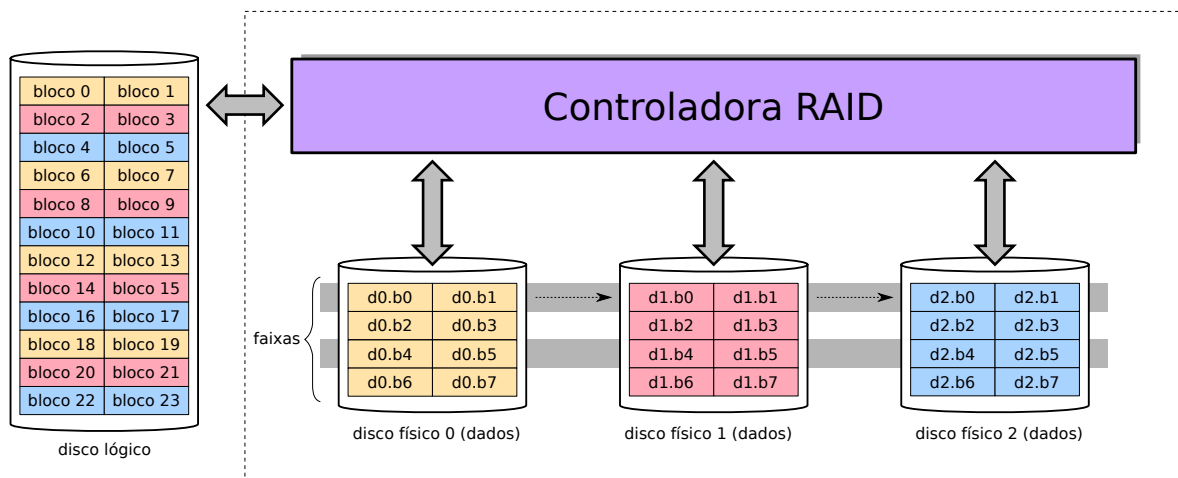 Controladora RAID
bloco 0 bloco 1
bloco 2 bloco 3
bloco 4 bloco 5
bloco 6 bloco 7
bloco 8 bloco 9
bloco 10 bloco 11
bloco 12 bloco 13
bloco 14 bloco 15
bloco 16 bloco 17
bloco 18 bloco 19
bloco 20 bloco 21
bloco 22 bloco 23
disco lógico
faixas
d0.b0 d0.b1
d0.b2 d0.b3
d0.b4 d0.b5
d0.b6 d0.b7
disco físico 0 (dados)
d1.b0 d1.b1
d1.b2 d1.b3
d1.b4 d1.b5
d1.b6 d1.b7
disco físico 1 (dados)
d2.b0 d2.b1
d2.b2 d2.b3
d2.b4 d2.b5
d2.b6 d2.b7
disco físico 2 (dados)